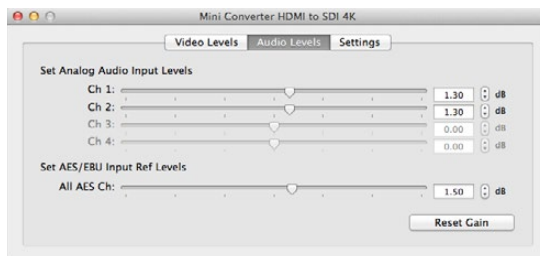 Mini Converter HDMI to SDI 4K
Video Levels Audio Levels Settings
Set Analog Audio Input Levels
Ch 1: 1.30 dB
Ch 2: 1.30 dB
Ch 3: 0.00 dB
Ch 4: 0.00 dB
Set AES/EBU Input Ref Levels
All AES Ch: 1.50 dB
Reset Gain